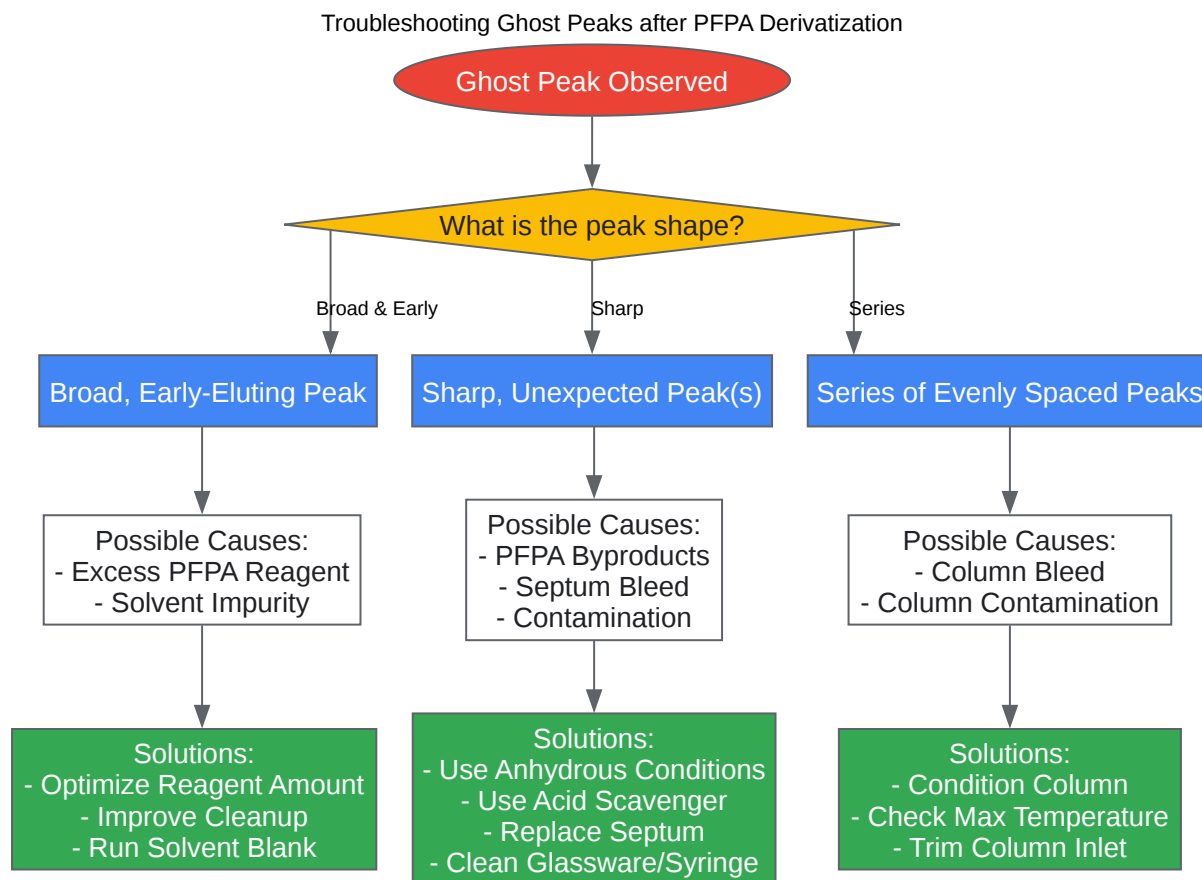 Troubleshooting Ghost Peaks after PFPA Derivatization
Ghost Peak Observed
What is the peak shape?
Broad & Early
Sharp
Series
Broad, Early-Eluting Peak
Sharp, Unexpected Peak(s)
Series of Evenly Spaced Peaks
Possible Causes:
- Excess PFPA Reagent
- Solvent Impurity
Possible Causes:
- PFPA Byproducts
- Septum Bleed
- Contamination
Possible Causes:
- Column Bleed
- Column Contamination
Solutions:
- Optimize Reagent Amount
- Improve Cleanup
- Run Solvent Blank
Solutions:
- Use Anhydrous Conditions
- Use Acid Scavenger
- Replace Septum
- Clean Glassware/Syringe
Solutions:
- Condition Column
- Check Max Temperature
- Trim Column Inlet